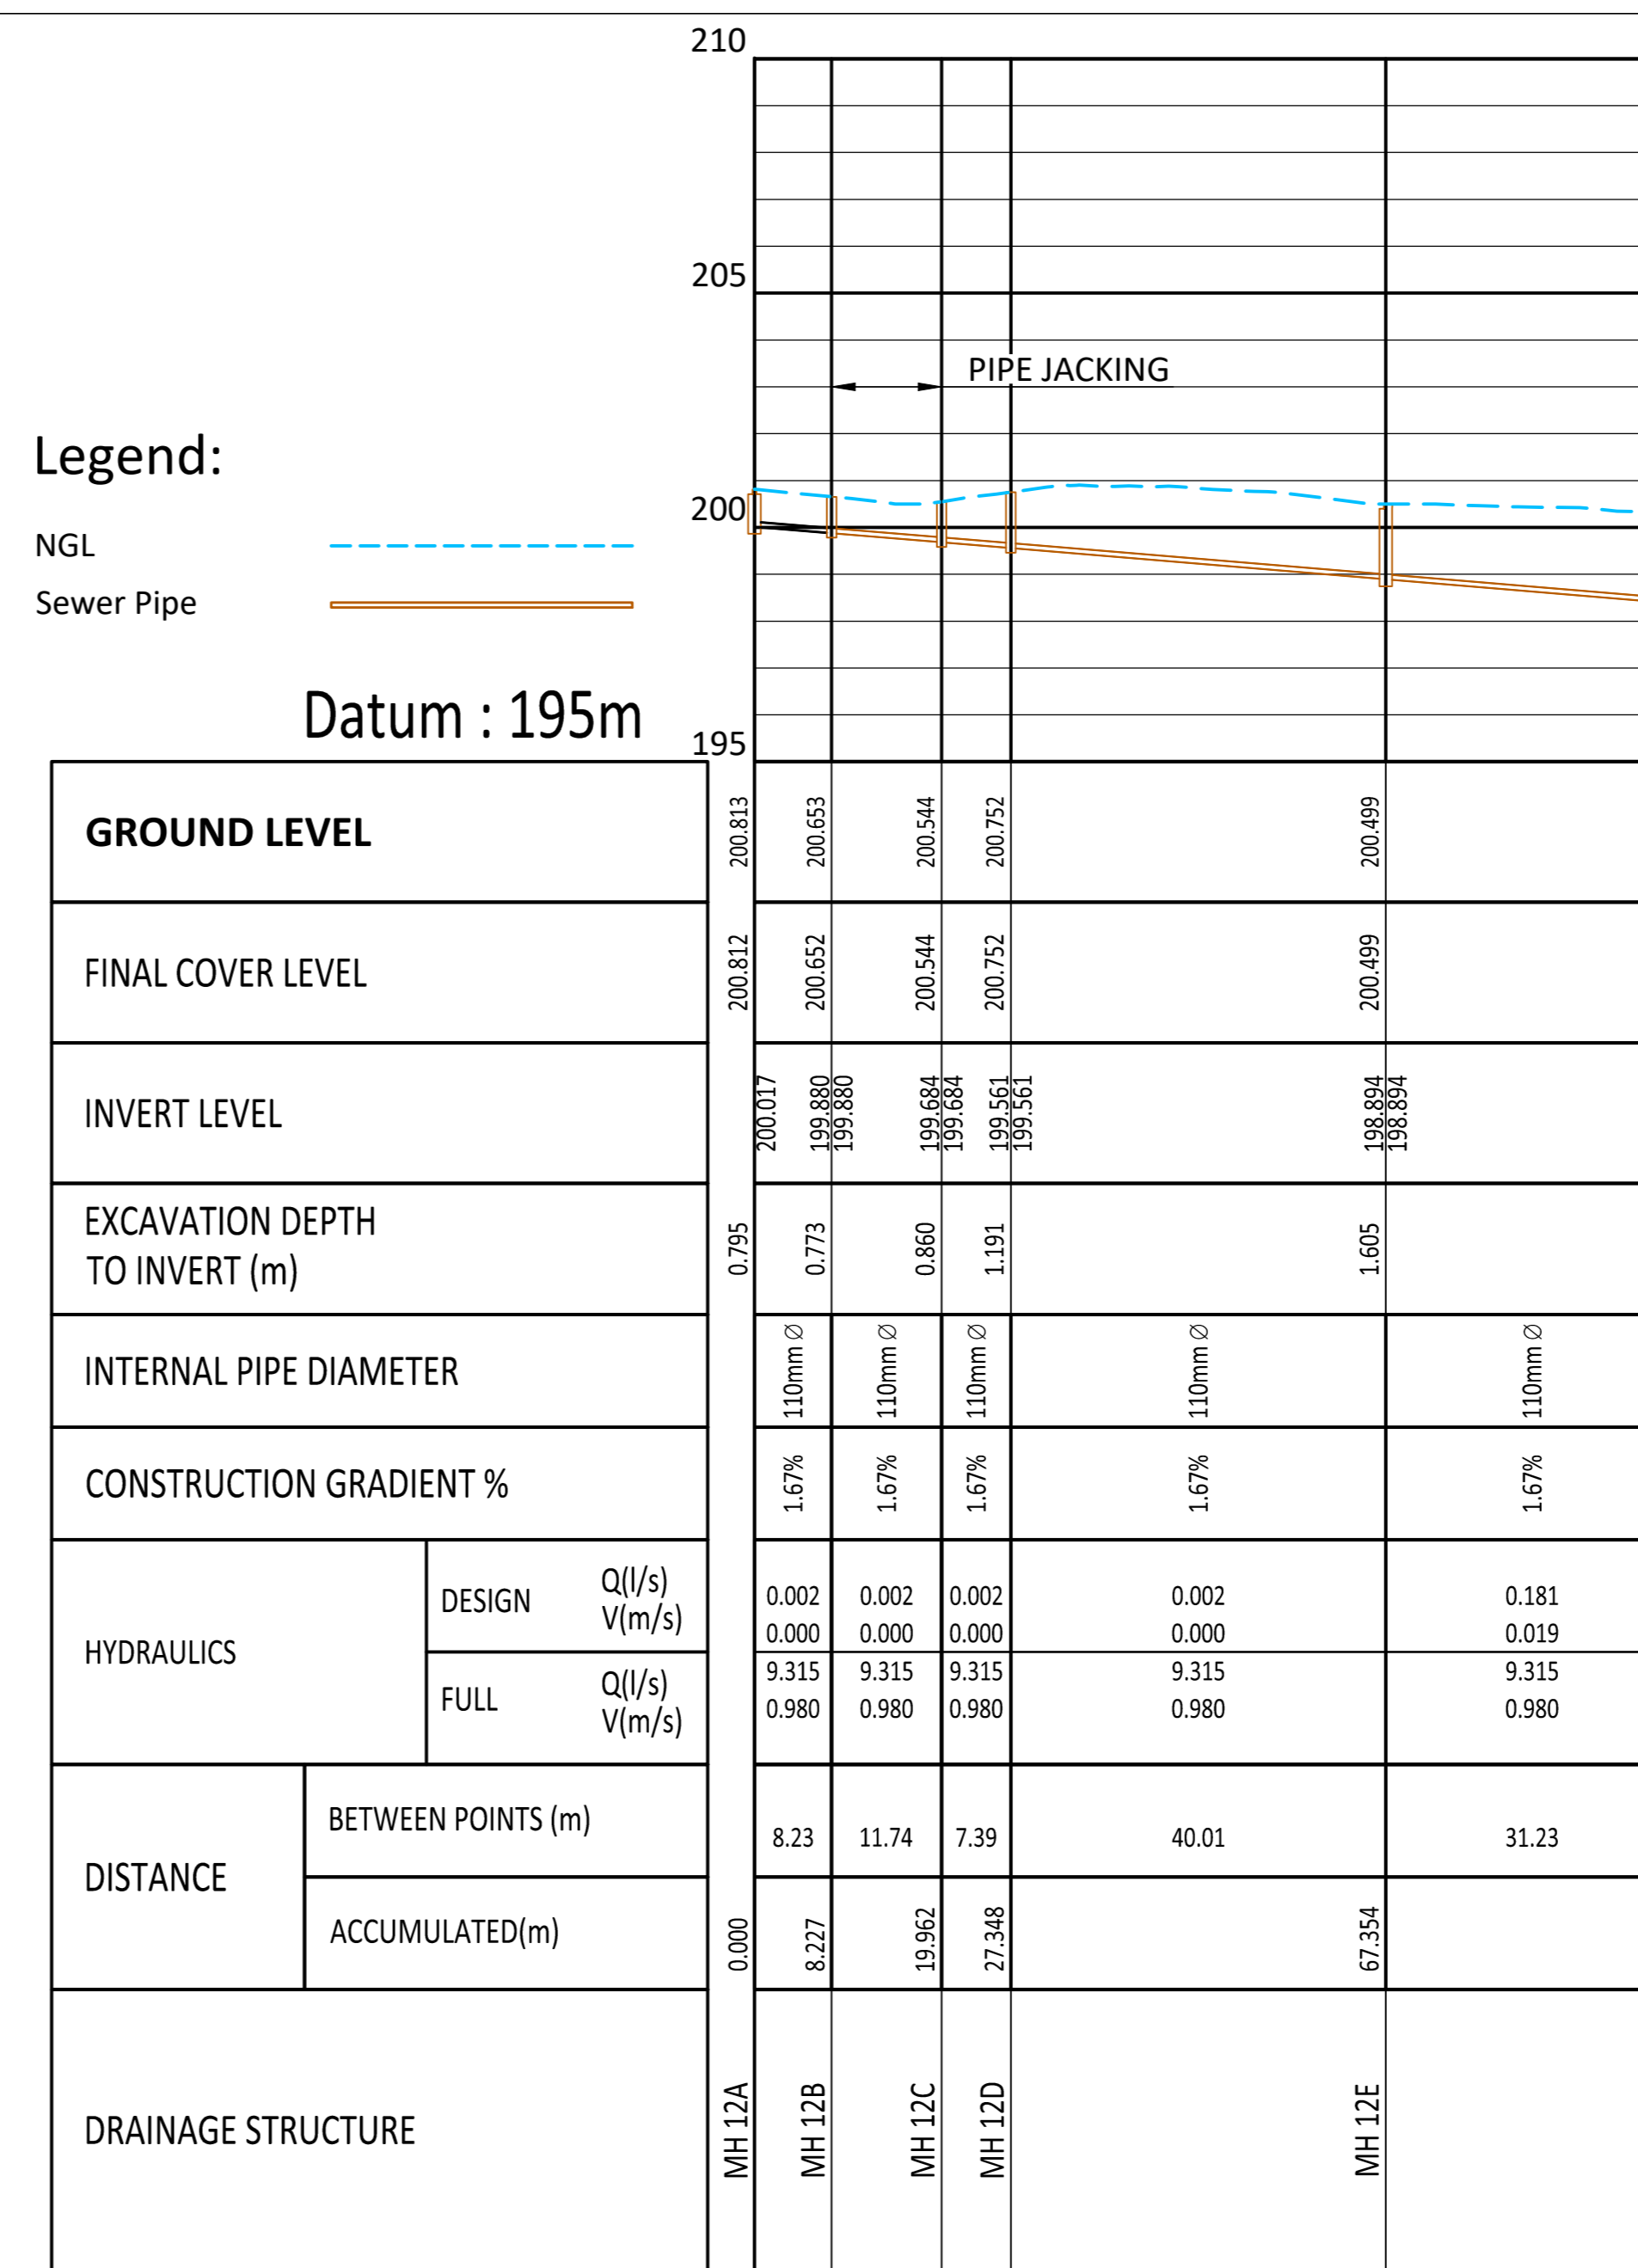 210
205
PIPE JACKING
Legend:
200
NGL
Sewer Pipe
Datum : 195m
195
GROUND LEVEL
200.813
200.653
200.544
200.752
200.499
FINAL COVER LEVEL
200.812
200.652
200.544
200.752
200.499
INVERT LEVEL
200.017
199.880
199.880
199.684
199.684
199.561
199.561
198.894
198.894
EXCAVATION DEPTH
TO INVERT (m)
0.795
0.773
0.860
1.191
1.605
INTERNAL PIPE DIAMETER
110mm ∅
110mm ∅
110mm ∅
110mm ∅
110mm ∅
CONSTRUCTION GRADIENT %
1.67%
1.67%
1.67%
1.67%
1.67%
HYDRAULICS
DESIGN
Q(l/s)
V(m/s)
0.002 0.002 0.002 0.002 0.181
0.000 0.000 0.000 0.000 0.019
FULL
Q(l/s)
V(m/s)
9.315 9.315 9.315 9.315 9.315
0.980 0.980 0.980 0.980 0.980
DISTANCE
BETWEEN POINTS (m)
8.23 11.74 7.39 40.01 31.23
ACCUMULATED(m)
0.000
8.227
19.962
27.348
67.354
DRAINAGE STRUCTURE
MH 12A
MH 12B
MH 12C
MH 12D
MH 12E